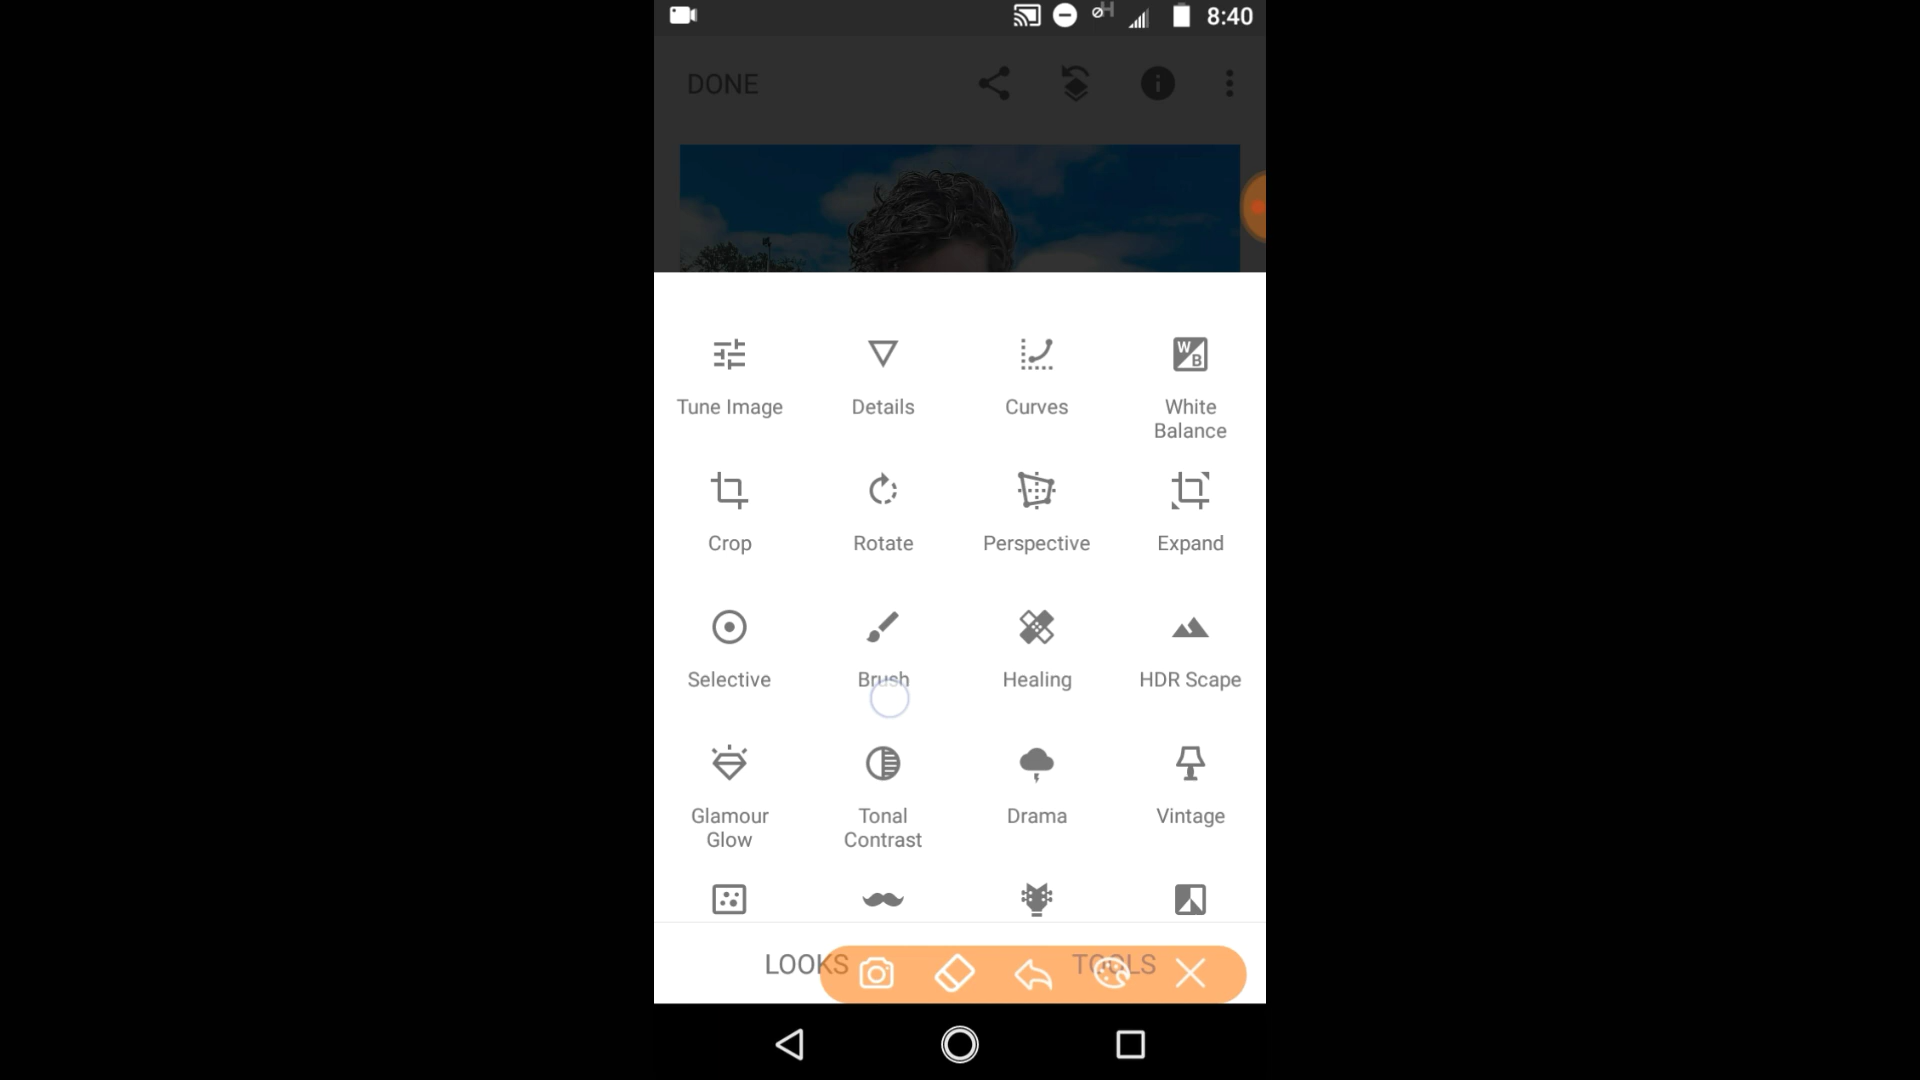 8:40
DONE
Tune Image
Details
Curves
White
Balance
Crop
Rotate
Perspective
Expand
Selective
Brush
Healing
HDR Scape
Glamour
Glow
Tonal
Contrast
Drama
Vintage
LOOKS
TOOLS